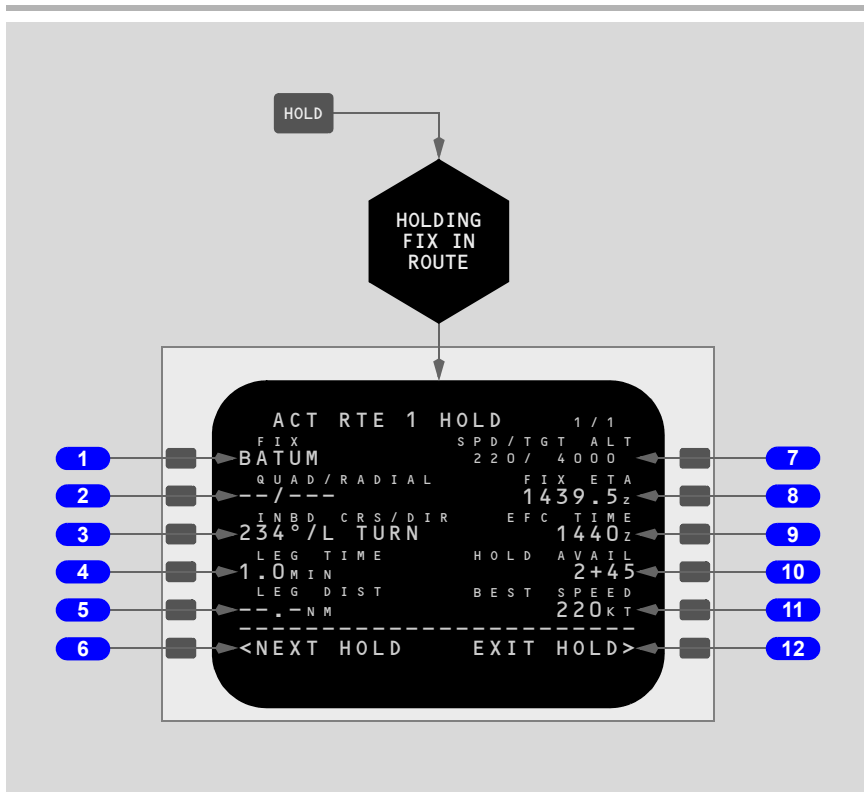 HOLD
HOLDING
FIX IN
ROUTE
ACT RTE 1 HOLD 1/1
FIX SPD/TGT ALT
1 BATUM 220/ 4000 7
QUAD/RADIAL FIX ETA
2 --/--- 1439.5z 8
INBD CRS/DIR EFC TIME
3 234°/L TURN 1440z 9
LEG TIME HOLD AVAIL
4 1.0MIN 2+45 10
LEG DIST BEST SPEED
5 --.-NM 220KT 11
------------------------
6 <NEXT HOLD EXIT HOLD> 12